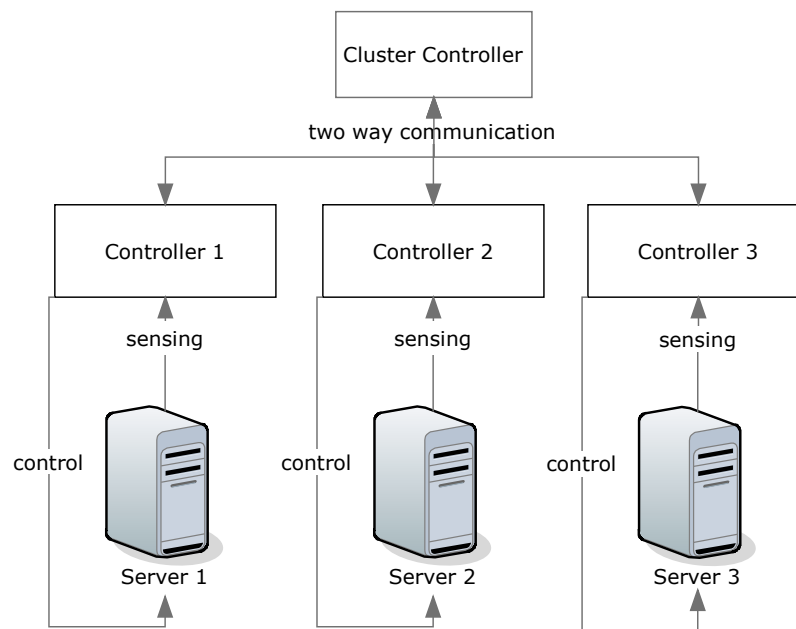 Cluster Controller
two way communication
Controller 1
Controller 2
Controller 3
sensing
sensing
sensing
control
control
control
Server 1
Server 2
Server 3